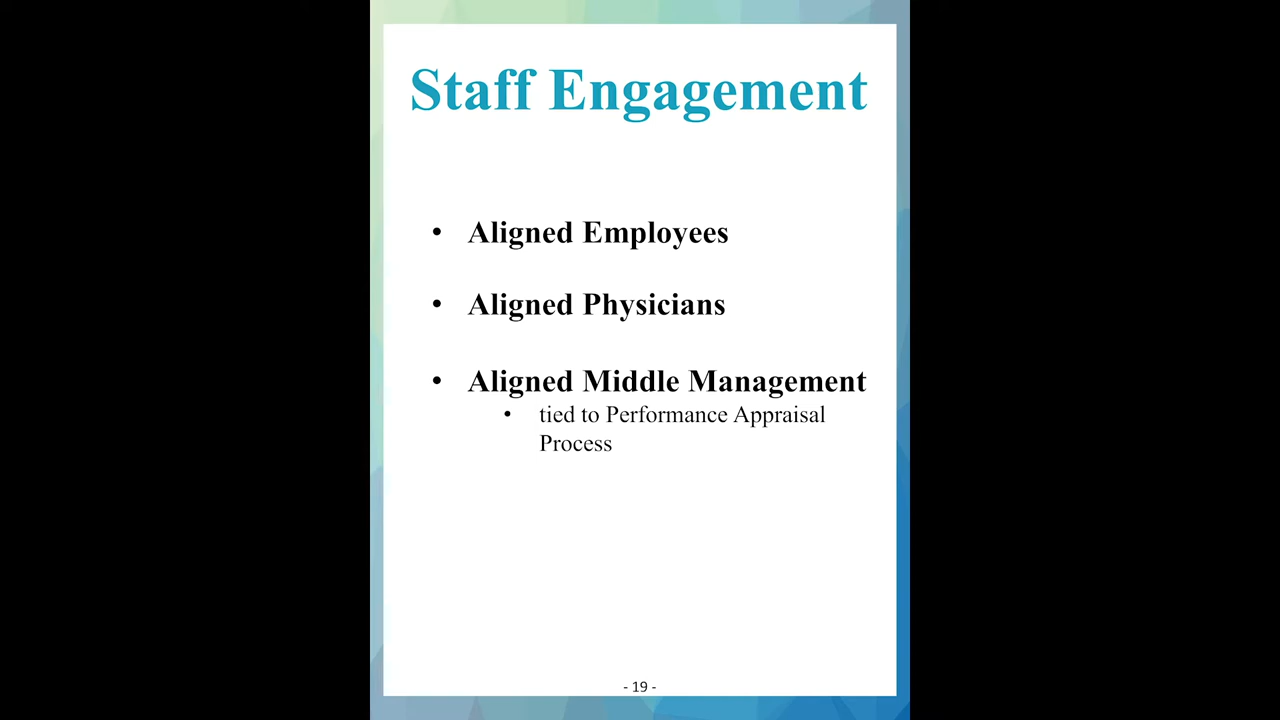 Staff Engagement
• Aligned Employees
• Aligned Physicians
• Aligned Middle Management
• tied to Performance Appraisal
Process
- 19 -